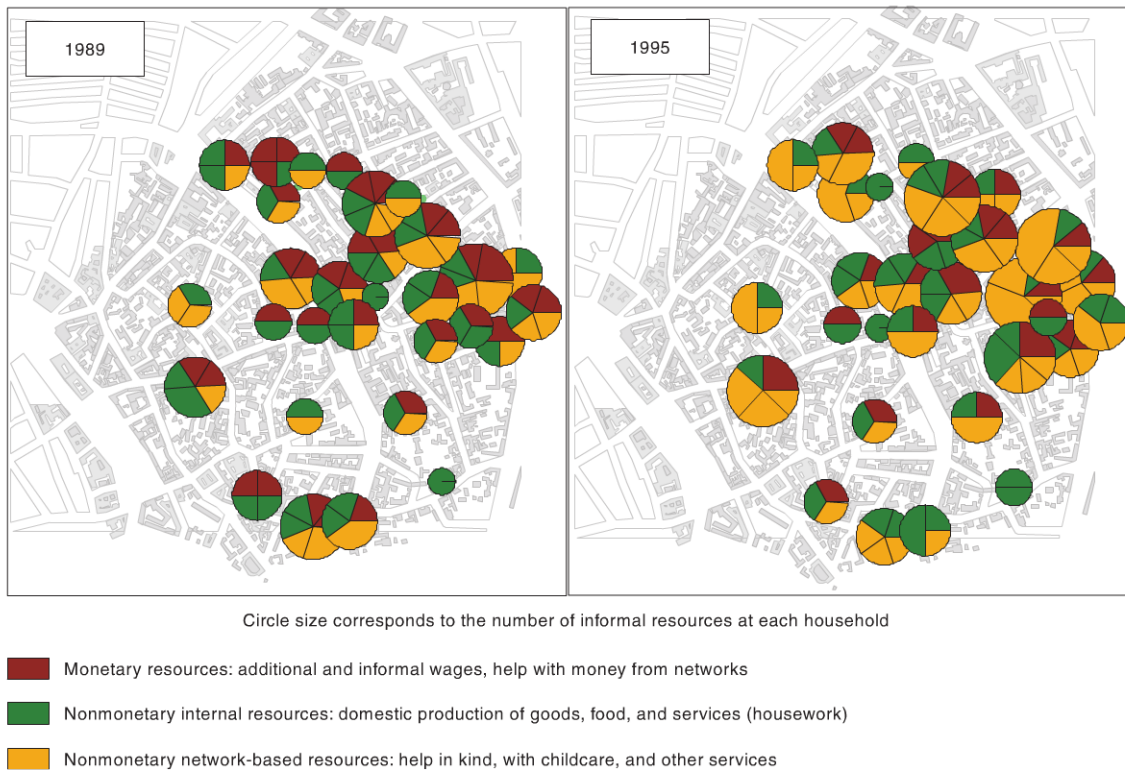 1989
1995
Circle size corresponds to the number of informal resources at each household
Monetary resources: additional and informal wages, help with money from networks
Nonmonetary internal resources: domestic production of goods, food, and services (housework)
Nonmonetary network-based resources: help in kind, with childcare, and other services